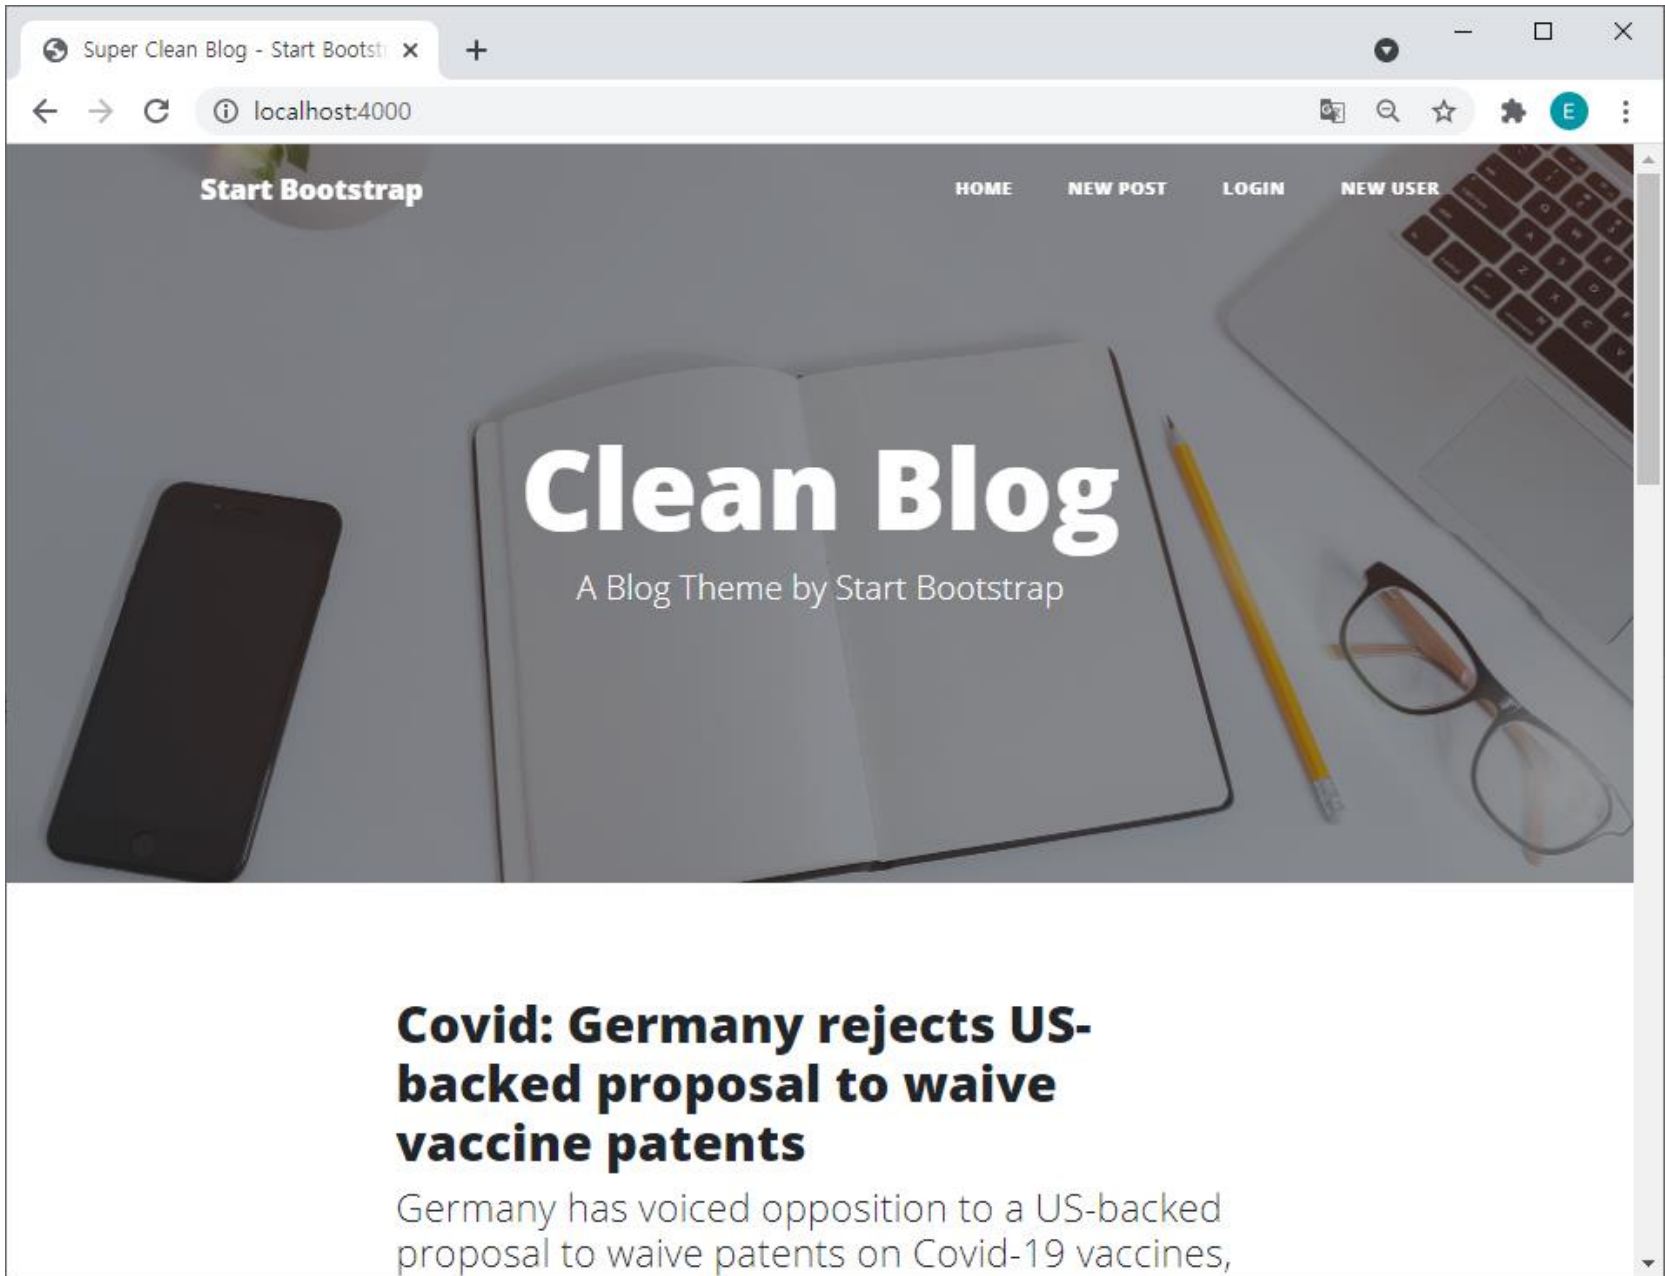 Super Clean Blog - Start Bootst
localhost:4000
E
Start Bootstrap
HOME NEW POST LOGIN NEW USER
Clean Blog
A Blog Theme by Start Bootstrap
Covid: Germany rejects US-
backed proposal to waive
vaccine patents
Germany has voiced opposition to a US-backed
proposal to waive patents on Covid-19 vaccines,